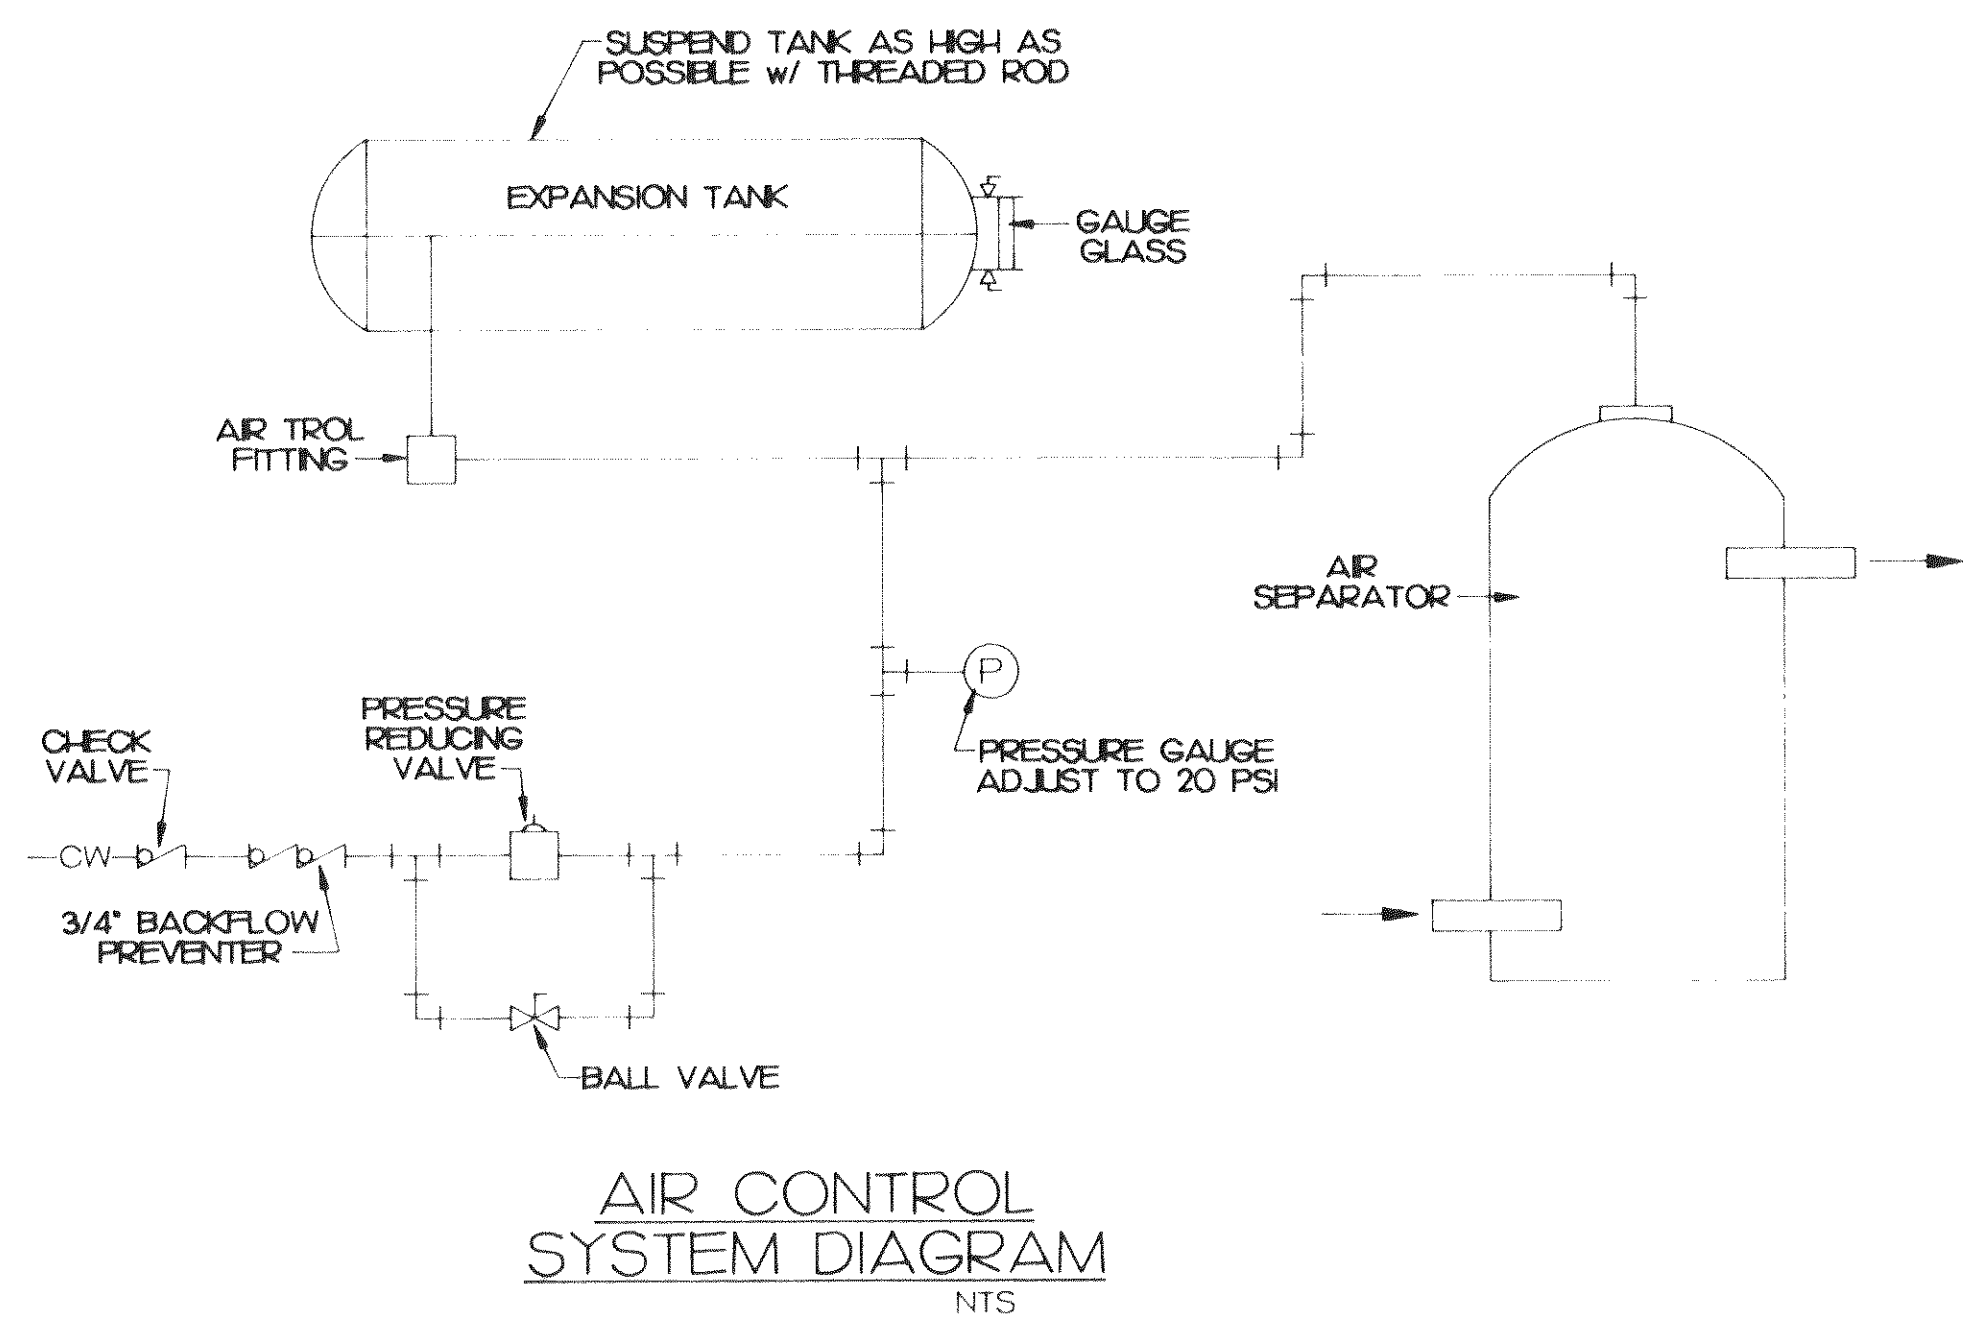 SUSPEND TANK AS HIGH AS
POSSIBLE w/ THREADED ROD
EXPANSION TANK
GAUGE
GLASS
AIR TROL
FITTING
AIR
SEPARATOR
P
PRESSURE GAUGE
ADJUST TO 20 PSI
PRESSURE
REDUCING
VALVE
CHECK
VALVE
CW
3/4" BACKFLOW
PREVENTER
BALL VALVE
AIR CONTROL
SYSTEM DIAGRAM
NTS